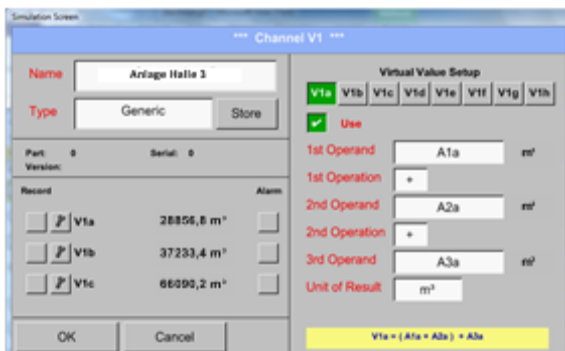 Simulation Screen
*** Channel V1 ***
Name
Anlage Halle 3
Type
Generic
Store
Part: 0
Serial: 0
Version:
Record
Alarm
V1a
28856,8 m³
V1b
37233,4 m³
V1c
66090,2 m³
OK
Cancel
Virtual Value Setup
V1a V1b V1c V1d V1e V1f V1g V1h
Use
1st Operand
A1a
m³
1st Operation
+
2nd Operand
A2a
m³
2nd Operation
+
3rd Operand
A3a
m³
Unit of Result
m³
V1a = ( A1a + A2a ) + A3a